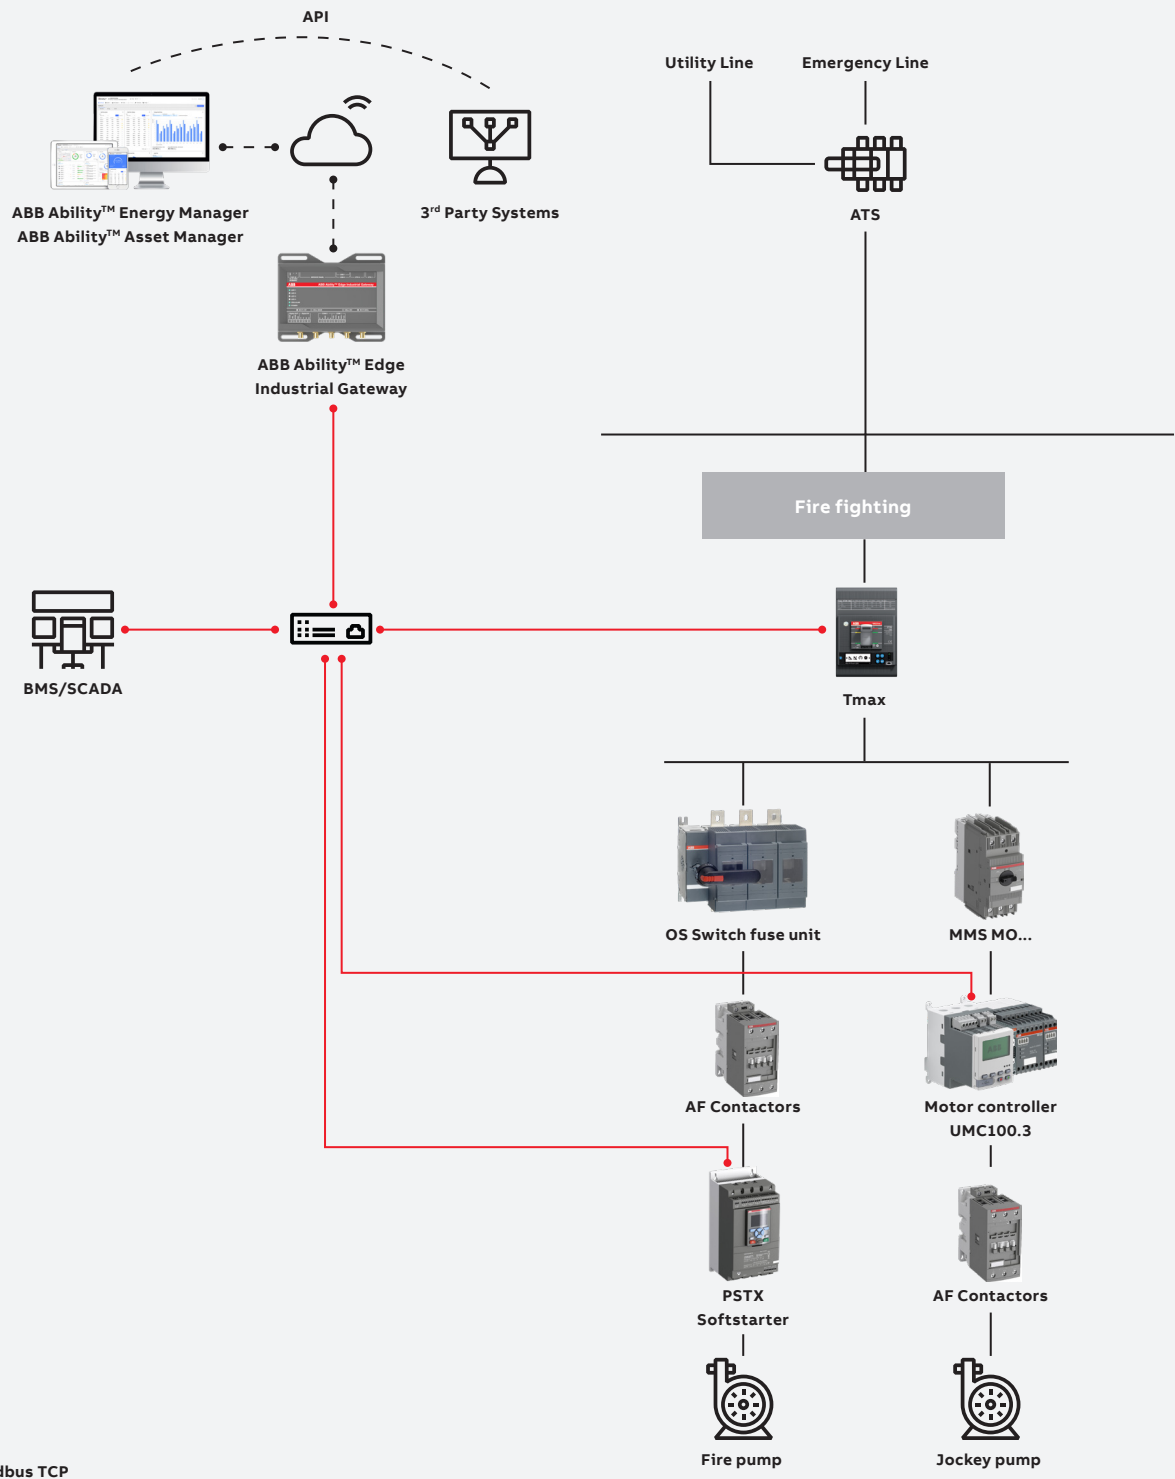 API
Utility Line
Emergency Line
ABB Ability™ Energy Manager
ABB Ability™ Asset Manager
3rd Party Systems
ATS
ABB Ability™ Edge
Industrial Gateway
Fire fighting
BMS/SCADA
Tmax
OS Switch fuse unit
MMS MO...
AF Contactors
Motor controller
UMC100.3
PSTX
Softstarter
AF Contactors
Fire pump
Jockey pump
dbus TCP